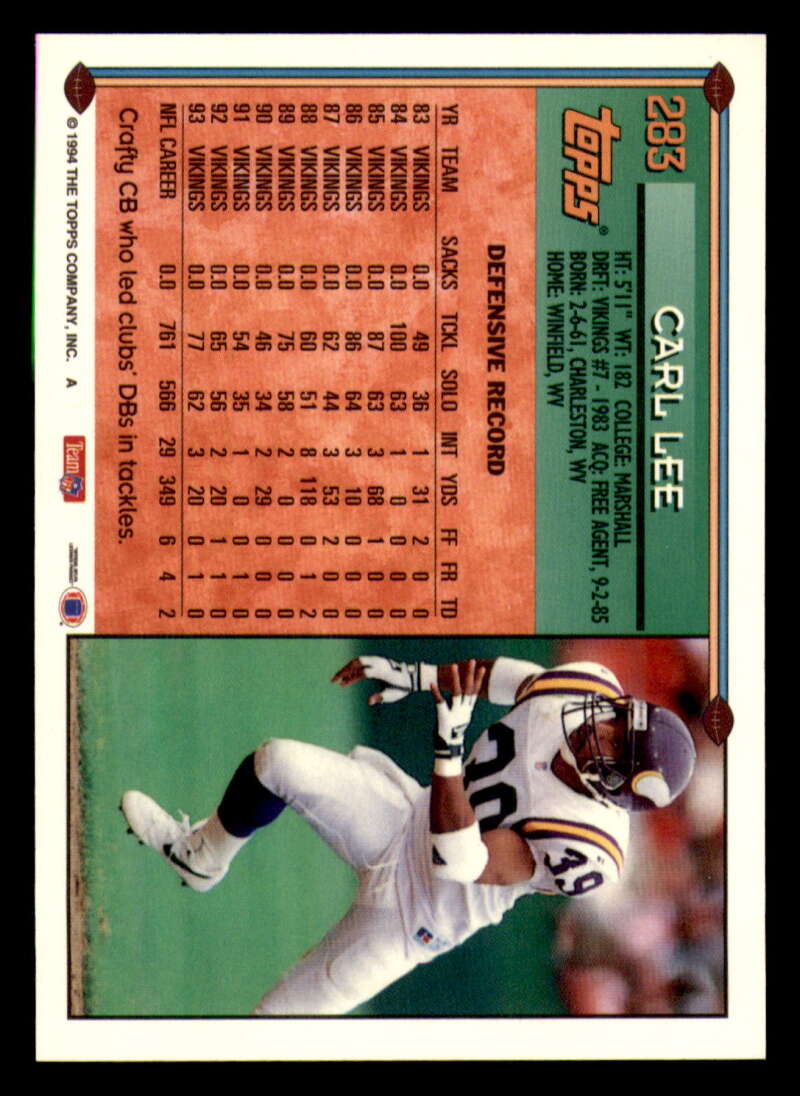 283 CARL LEE
Topps®
HT: 5'11" WT: 182 COLLEGE: MARSHALL
DRFT: VIKINGS #7 - 1983 ACQ: FREE AGENT, 9-2-85
BORN: 2-6-61, CHARLESTON, WV
HOME: WINFIELD, WV
DEFENSIVE RECORD
YR TEAM SACKS TCKL SOLO INT YDS FF FR TD
83 VIKINGS 0.0 49 36 1 31 2 0 0
84 VIKINGS 0.0 100 63 1 0 0 0 0
85 VIKINGS 0.0 87 63 3 68 1 0 0
86 VIKINGS 0.0 86 64 3 10 0 0 0
87 VIKINGS 0.0 62 44 3 53 2 0 0
88 VIKINGS 0.0 60 51 8 118 0 1 2
89 VIKINGS 0.0 75 58 2 0 0 0 0
90 VIKINGS 0.0 46 34 2 29 0 0 0
91 VIKINGS 0.0 54 35 1 0 0 1 0
92 VIKINGS 0.0 65 56 2 20 1 1 0
93 VIKINGS 0.0 77 62 3 20 0 1 0
NFL CAREER 0.0 761 566 29 349 6 4 2
Crafty CB who led clubs' DBs in tackles.
© 1994 THE TOPPS COMPANY, INC. A
Team NFL
39
39